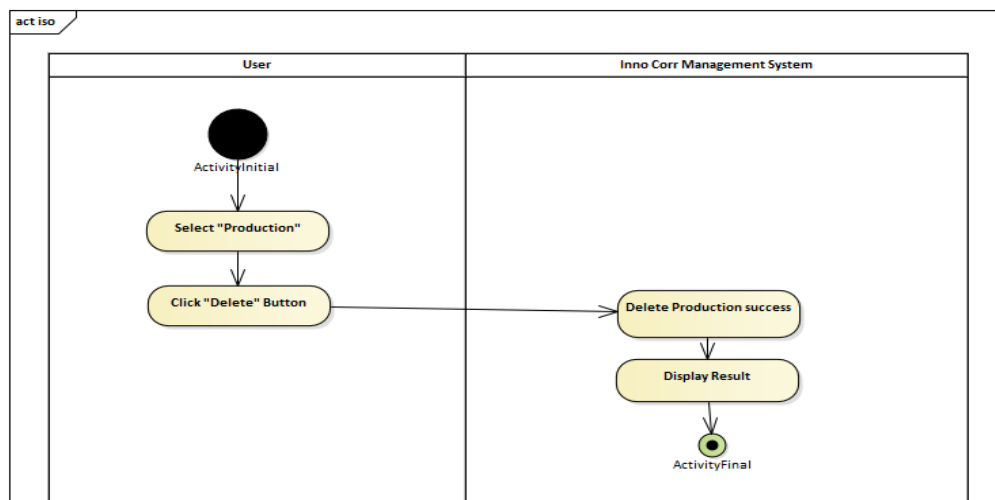 act iso
User
Inno Corr Management System
ActivityInitial
Select "Production"
Click "Delete" Button
Delete Production success
Display Result
ActivityFinal